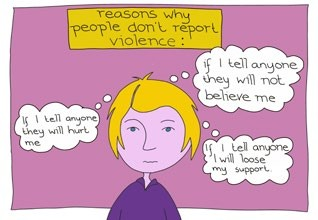 reasons why
people don't report
violence:
if i tell anyone
they will not
believe me
If I tell anyone
they will hurt
me
If I tell anyone
I will loose
my support